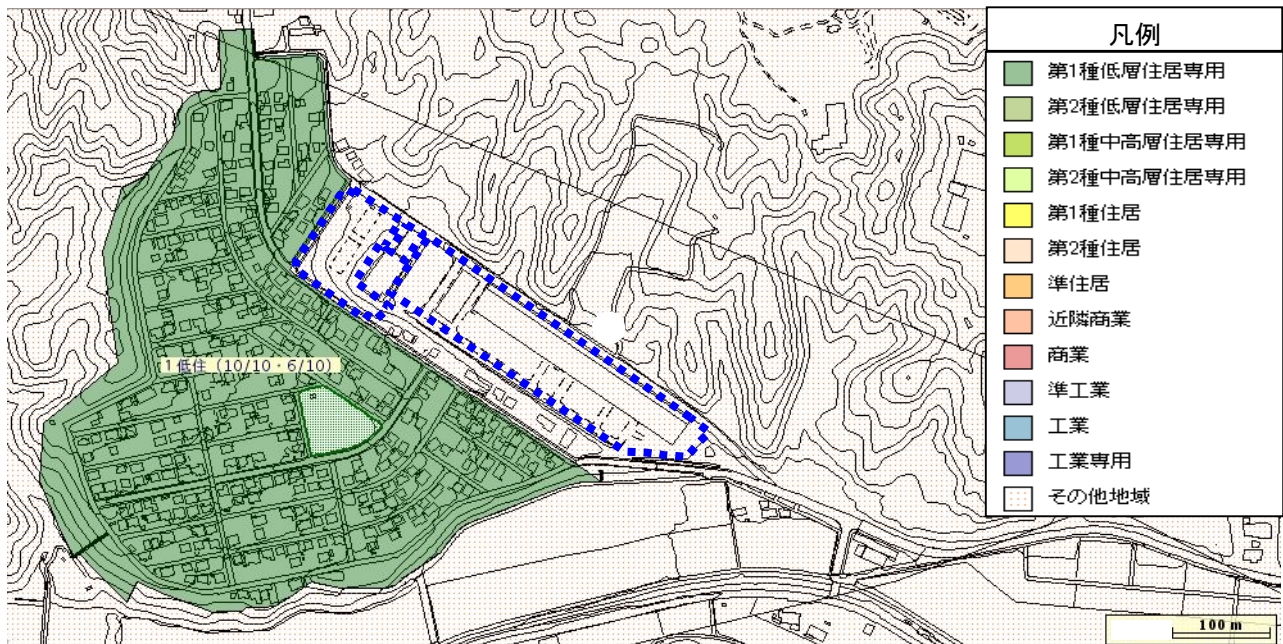 凡例
第1種低層住居専用
第2種低層住居専用
第1種中高層住居専用
第2種中高層住居専用
第1種住居
第2種住居
準住居
近隣商業
商業
準工業
工業
工業専用
その他地域
1低住（10/10・6/10）
100 m